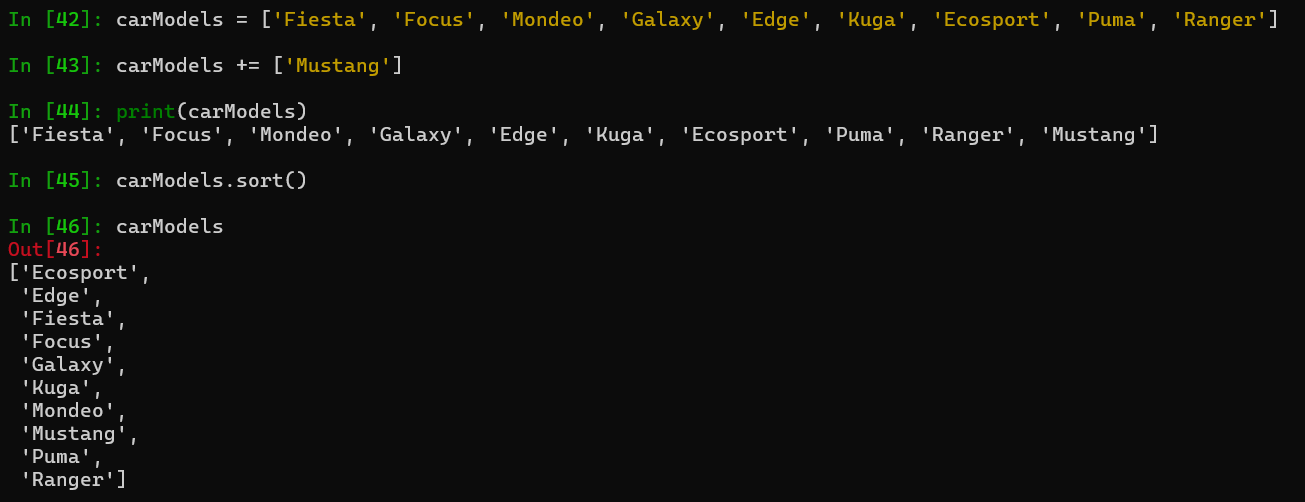 In [42]: carModels = ['Fiesta', 'Focus', 'Mondeo', 'Galaxy', 'Edge', 'Kuga', 'Ecosport', 'Puma', 'Ranger']
In [43]: carModels += ['Mustang']
In [44]: print(carModels)
['Fiesta', 'Focus', 'Mondeo', 'Galaxy', 'Edge', 'Kuga', 'Ecosport', 'Puma', 'Ranger', 'Mustang']
In [45]: carModels.sort()
In [46]: carModels
Out[46]:
['Ecosport',
 'Edge',
 'Fiesta',
 'Focus',
 'Galaxy',
 'Kuga',
 'Mondeo',
 'Mustang',
 'Puma',
 'Ranger']